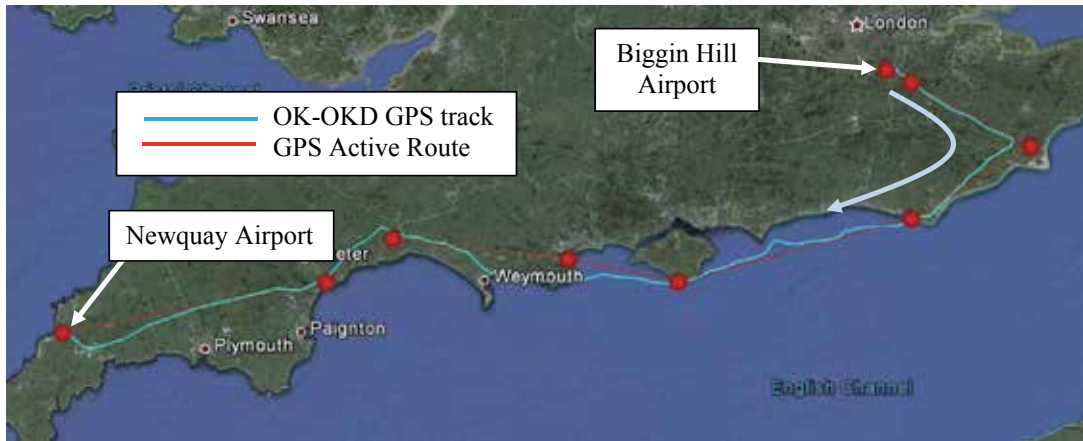 Swansea
London
Biggin Hill
Airport
OK-OKD GPS track
GPS Active Route
Newquay Airport
eter
Weymouth
Paignton
Plymouth
English Channel